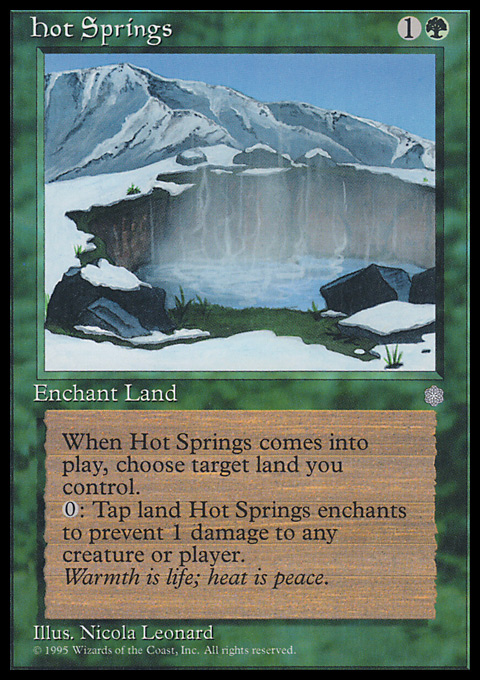 Hot Springs 1
Enchant Land
When Hot Springs comes into
play, choose target land you
control.
0: Tap land Hot Springs enchants
to prevent 1 damage to any
creature or player.
Warmth is life; heat is peace.
Illus. Nicola Leonard
© 1995 Wizards of the Coast, Inc. All rights reserved.